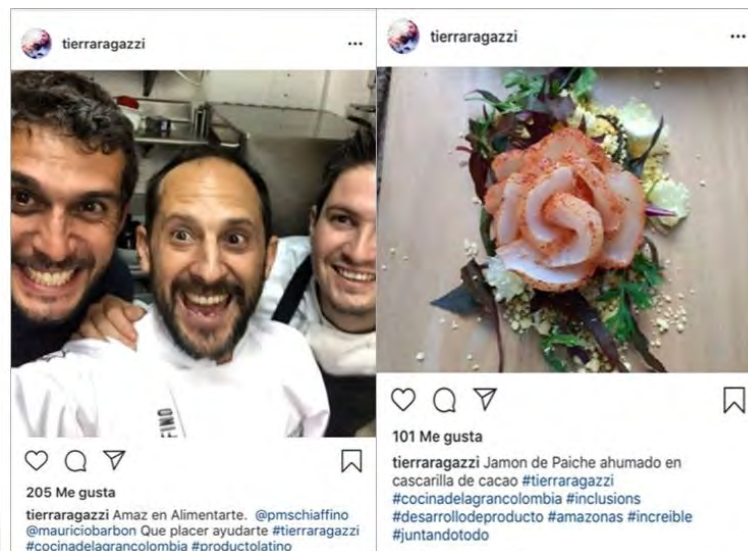 tierraragazzi
FINO
205 Me gusta
tierraragazzi Amaz en Alimentarte. @pmschiaffino
@mauriciobarbon Que placer ayudarte #tierraragazzi
#cocinadelagrancolombia #productolatino
tierraragazzi
101 Me gusta
tierraragazzi Jamon de Paiche ahumado en
cascarilla de cacao #tierraragazzi
#cocinadelagrancolombia #inclusions
#desarrollodeproducto #amazonas #increible
#juntandotodo